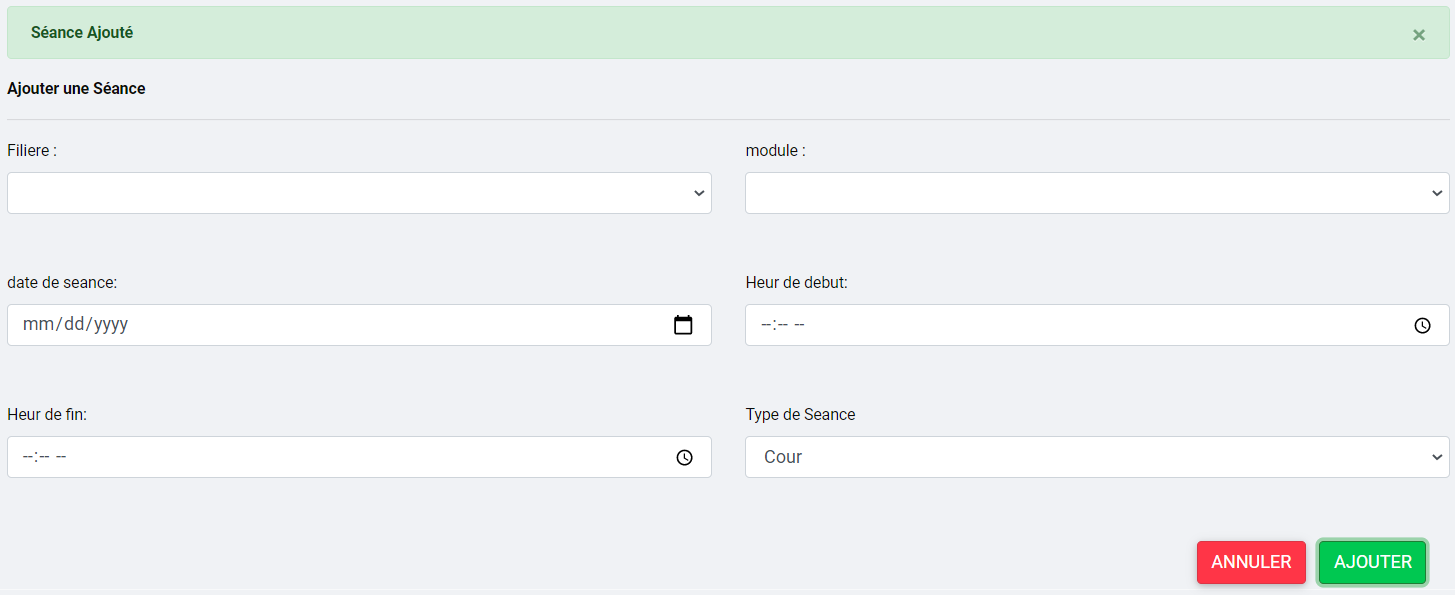 Séance Ajouté ×
Ajouter une Séance
Filiere :
module :
date de seance:
Heur de debut:
mm/dd/yyyy
--:-- --
Heur de fin:
Type de Seance
--:-- --
Cour
ANNULER
AJOUTER